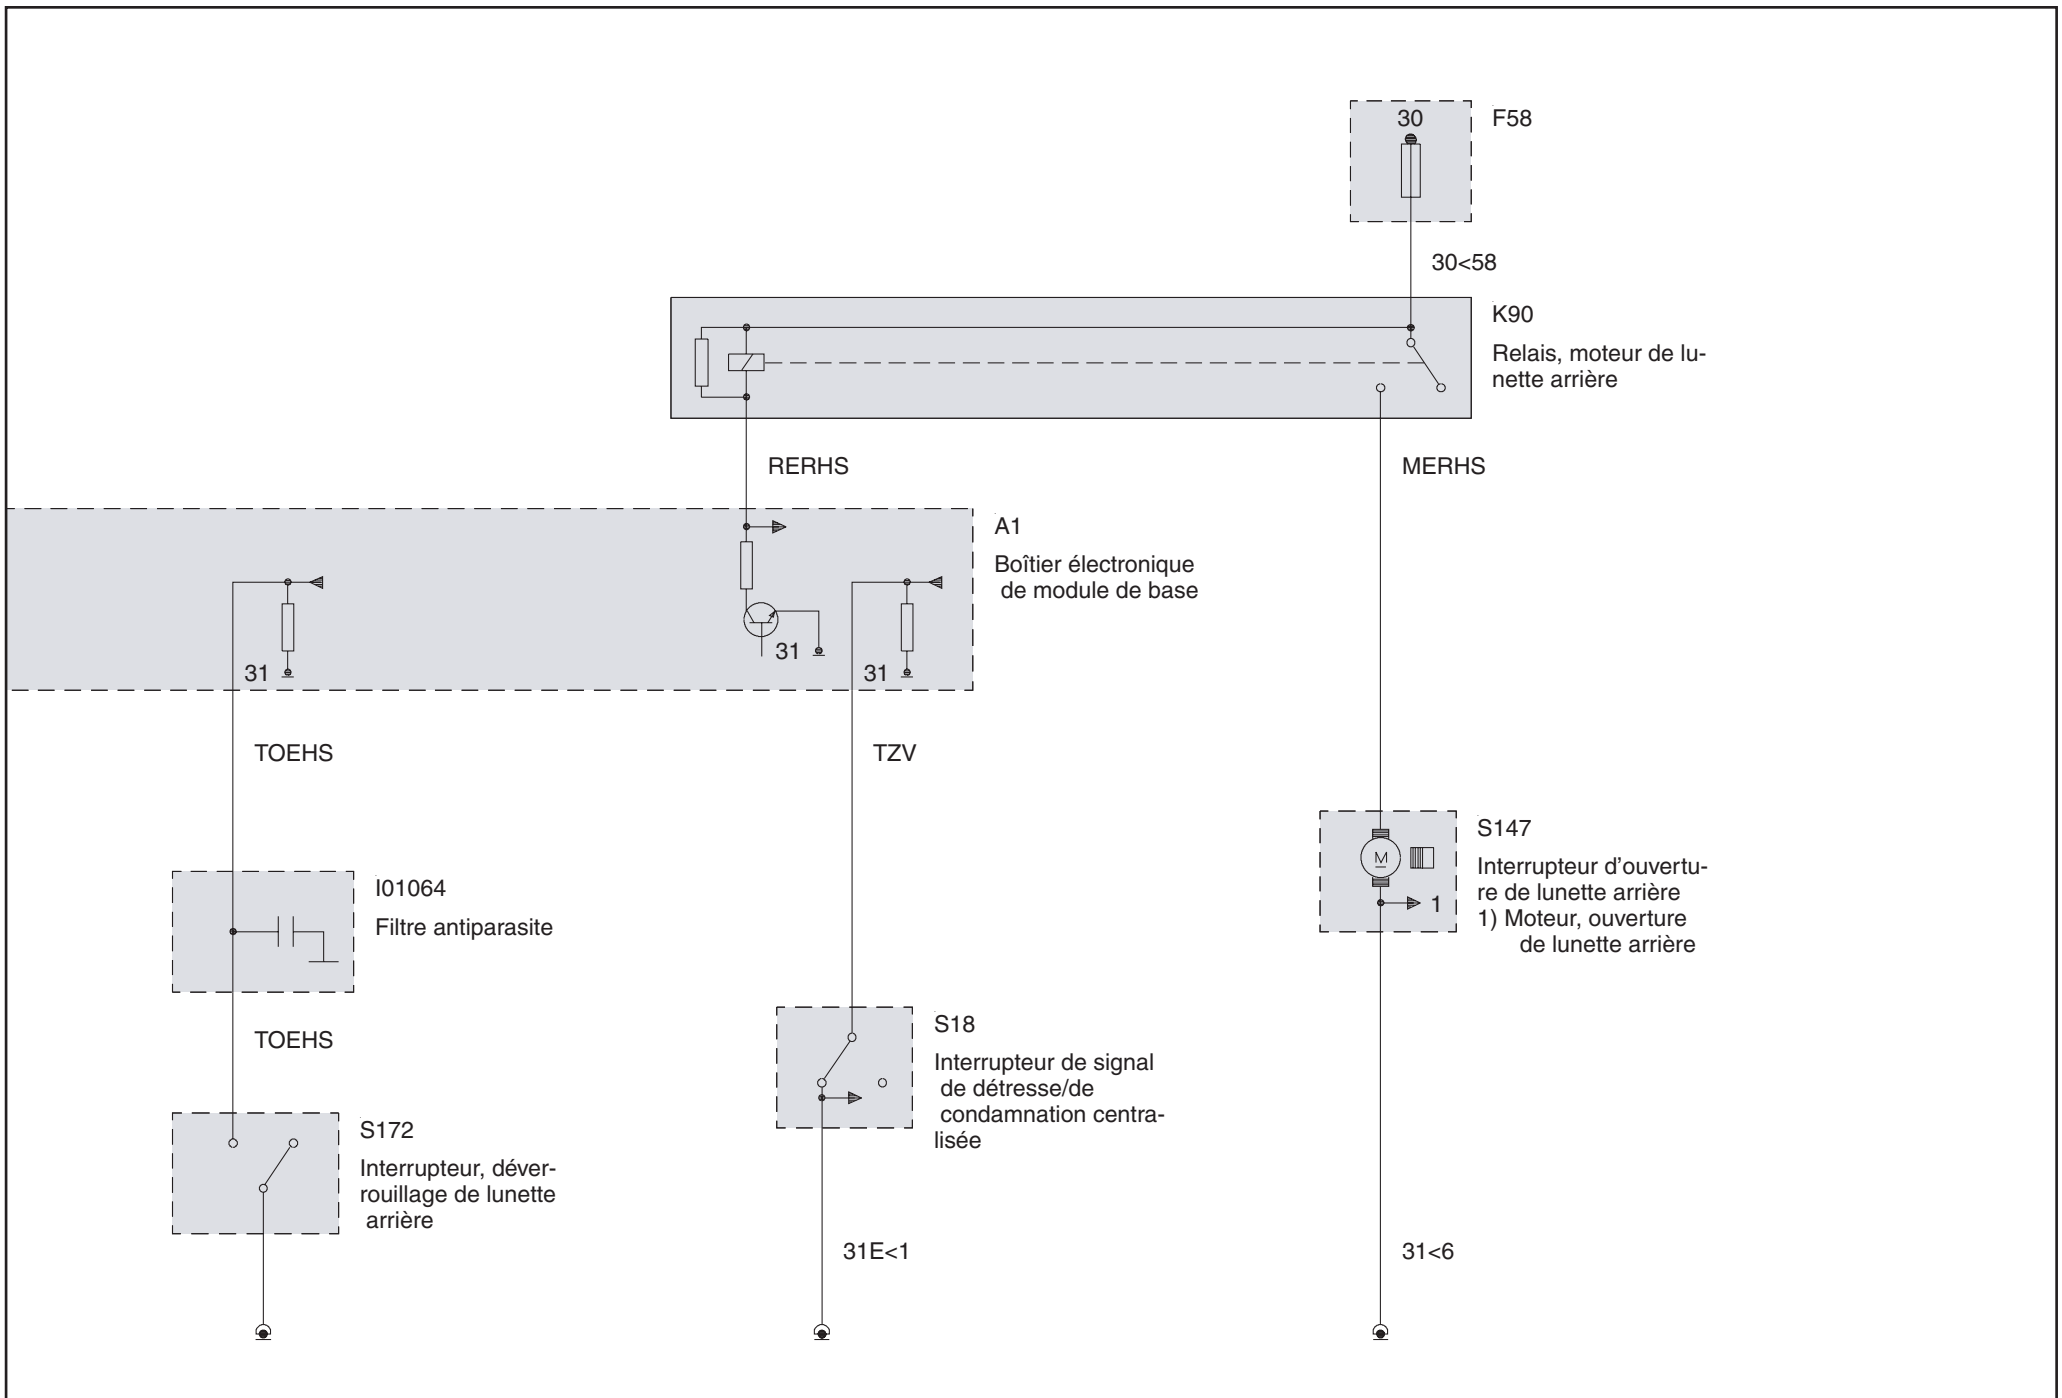 30
F58
30<58
K90
Relais, moteur de lu-
nette arrière
RERHS
MERHS
A1
Boîtier électronique
de module de base
31
31
31
TOEHS
TZV
S147
M
Interrupteur d’ouvertu-
re de lunette arrière
1
1) Moteur, ouverture
de lunette arrière
I01064
Filtre antiparasite
S18
Interrupteur de signal
de détresse/de
condamnation centra-
lisée
TOEHS
S172
Interrupteur, déver-
rouillage de lunette
arrière
31E<1
31<6